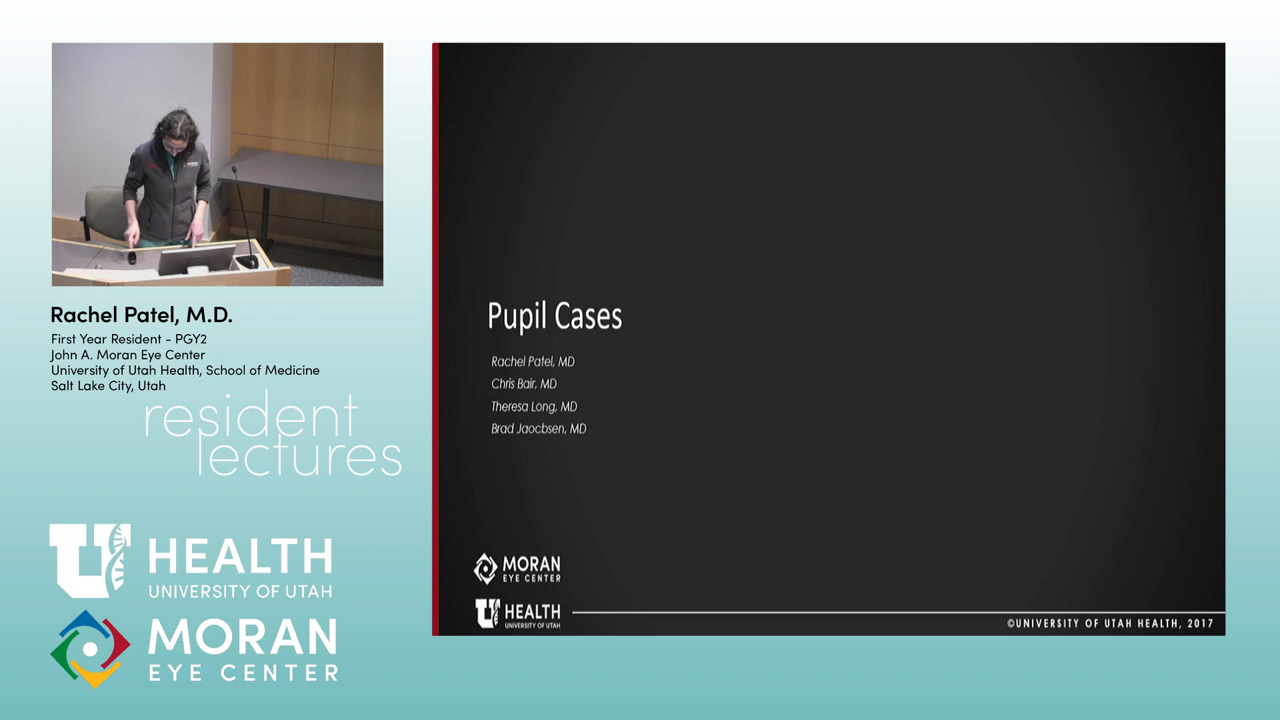 Rachel Patel, M.D.
First Year Resident - PGY2
John A. Moran Eye Center
University of Utah Health, School of Medicine
Salt Lake City, Utah
resident
lectures
U HEALTH
UNIVERSITY OF UTAH
MORAN
EYE CENTER
Pupil Cases
Rachel Patel, MD
Chris Bair, MD
Theresa Long, MD
Brad Jaocbsen, MD
MORAN
EYE CENTER
U HEALTH
UNIVERSITY OF UTAH
©UNIVERSITY OF UTAH HEALTH, 2017